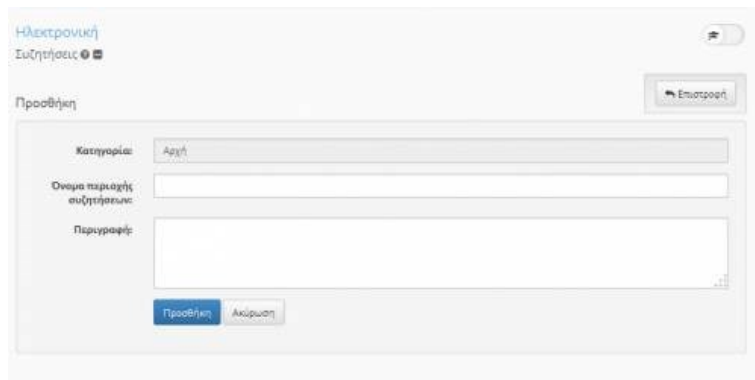 Ηλεκτρονική
Συζητήσεις
Επιστροφή
Προσθήκη
Κατηγορία: Αρχή
Όνομα περιοχής
συζητήσεων:
Περιγραφή:
Προσθήκη Ακύρωση